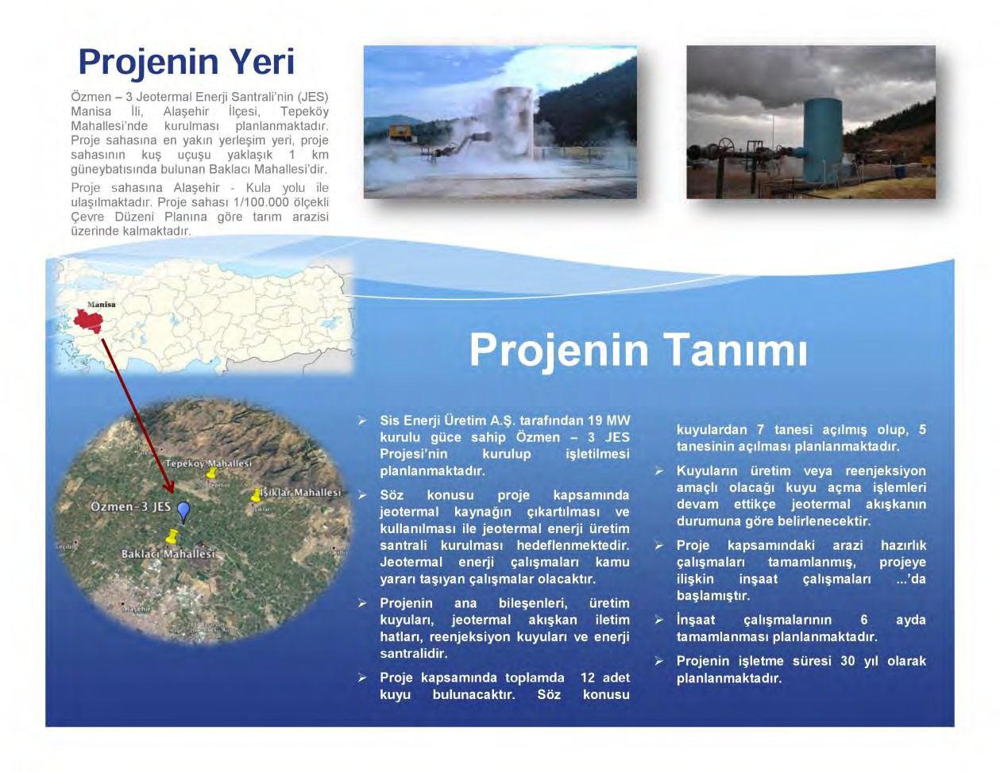 Projenin Yeri
Özmen – 3 Jeotermal Enerji Santrali'nin (JES)
Manisa İli, Alaşehir İlçesi, Tepeköy
Mahallesi'nde kurulması planlanmaktadır.
Proje sahasına en yakın yerleşim yeri, proje
sahasının kuş uçuşu yaklaşık 1 km
güneybatısında bulunan Baklacı Mahallesi'dir.
Proje sahasına Alaşehir - Kula yolu ile
ulaşılmaktadır. Proje sahası 1/100.000 ölçekli
Çevre Düzeni Planına göre tarım arazisi
üzerinde kalmaktadır.
Manisa
Tepeköy Mahallesi
Tepeköy
Işıklar Mahallesi
Özmen-3 JES
Baklacı Mahallesi
Alaşehir
Projenin Tanımı
➢ Sis Enerji Üretim A.Ş. tarafından 19 MW
kurulu güce sahip Özmen – 3 JES
Projesi'nin kurulup işletilmesi
planlanmaktadır.
➢ Söz konusu proje kapsamında
jeotermal kaynağın çıkartılması ve
kullanılması ile jeotermal enerji üretim
santrali kurulması hedeflenmektedir.
Jeotermal enerji çalışmaları kamu
yararı taşıyan çalışmalar olacaktır.
➢ Projenin ana bileşenleri, üretim
kuyuları, jeotermal akışkan iletim
hatları, reenjeksiyon kuyuları ve enerji
santralidir.
➢ Proje kapsamında toplamda 12 adet
kuyu bulunacaktır. Söz konusu
kuyulardan 7 tanesi açılmış olup, 5
tanesinin açılması planlanmaktadır.
➢ Kuyuların üretim veya reenjeksiyon
amaçlı olacağı kuyu açma işlemleri
devam ettikçe jeotermal akışkanın
durumuna göre belirlenecektir.
➢ Proje kapsamındaki arazi hazırlık
çalışmaları tamamlanmış, projeye
ilişkin inşaat çalışmaları ...'da
başlamıştır.
➢ İnşaat çalışmalarının 6 ayda
tamamlanması planlanmaktadır.
➢ Projenin işletme süresi 30 yıl olarak
planlanmaktadır.